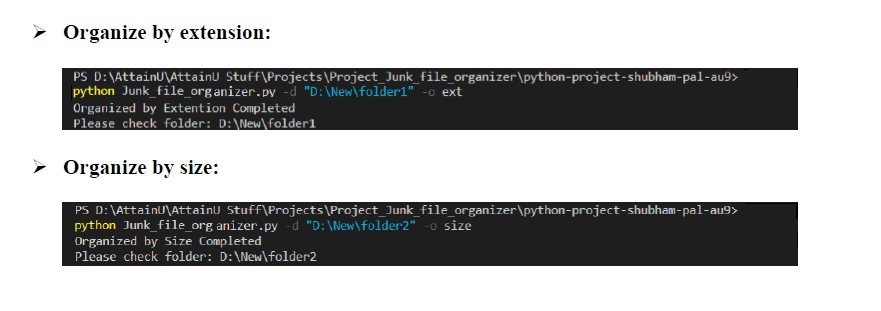 ➢ Organize by extension:
PS D:\AttainU\AttainU Stuff\Projects\Project_Junk_file_organizer\python-project-shubham-pal-au9>
python Junk_file_organizer.py -d "D:\New\folder1" -o ext
Organized by Extention Completed
Please check folder: D:\New\folder1
➢ Organize by size:
PS D:\AttainU\AttainU Stuff\Projects\Project_Junk_file_organizer\python-project-shubham-pal-au9>
python Junk_file_organizer.py -d "D:\New\folder2" -o size
Organized by Size Completed
Please check folder: D:\New\folder2